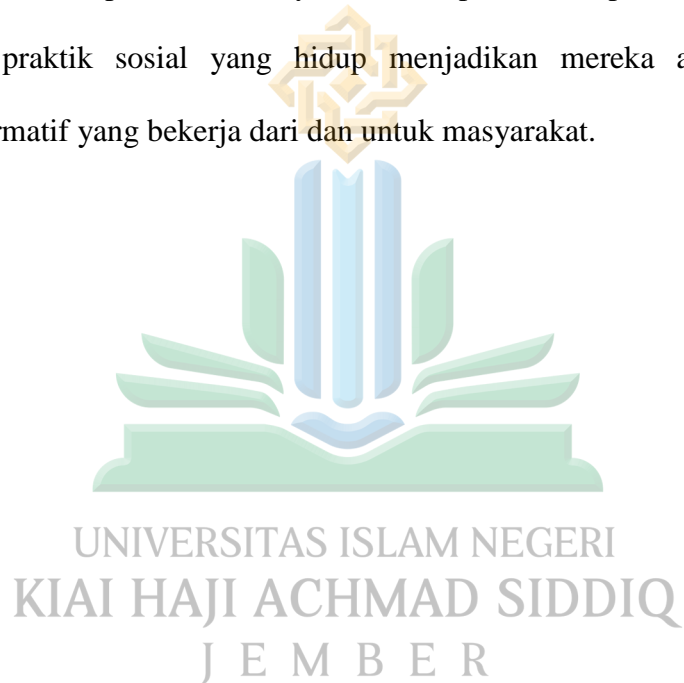 praktik sosial yang hidup menjadikan mereka
yang bekerja dari dan untuk masyarakat.
UNIVERSITAS ISLAM NEGERI
KIAI HAJI ACHMAD SIDDIQ
JEMBER